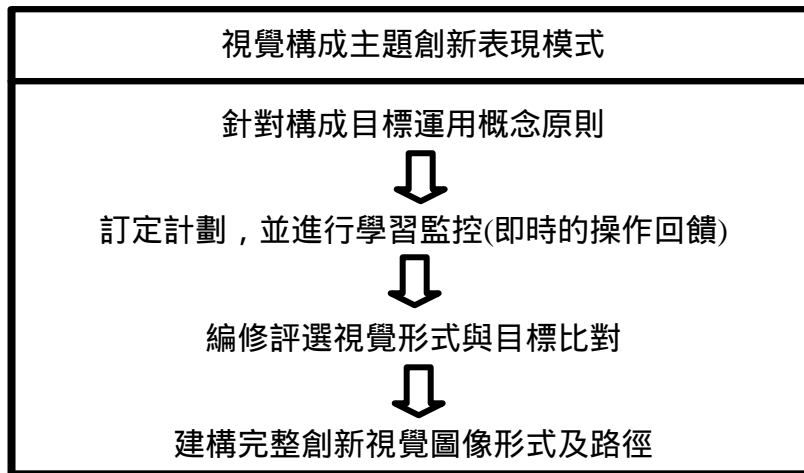 視覺構成主題創新表現模式
針對構成目標運用概念原則
訂定計劃，並進行學習監控(即時的操作回饋)
編修評選視覺形式與目標比對
建構完整創新視覺圖像形式及路徑